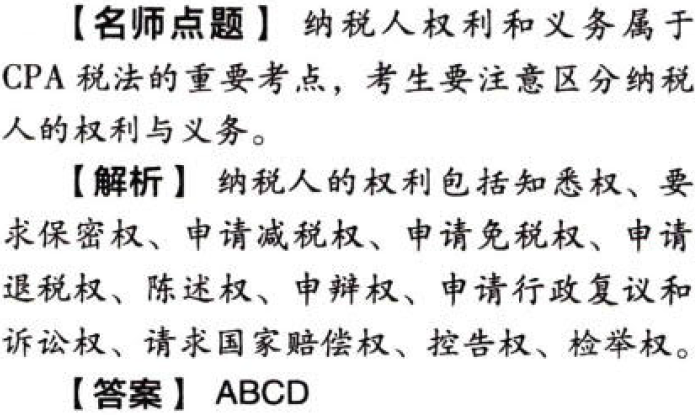 【名师点题】 纳税人权利和义务属于
CPA 税法的重要考点，考生要注意区分纳税
人的权利与义务。
【解析】 纳税人的权利包括知悉权、要
求保密权、申请减税权、申请免税权、申请
退税权、陈述权、申辩权、申请行政复议和
诉讼权、请求国家赔偿权、控告权、检举权。
【答案】 ABCD